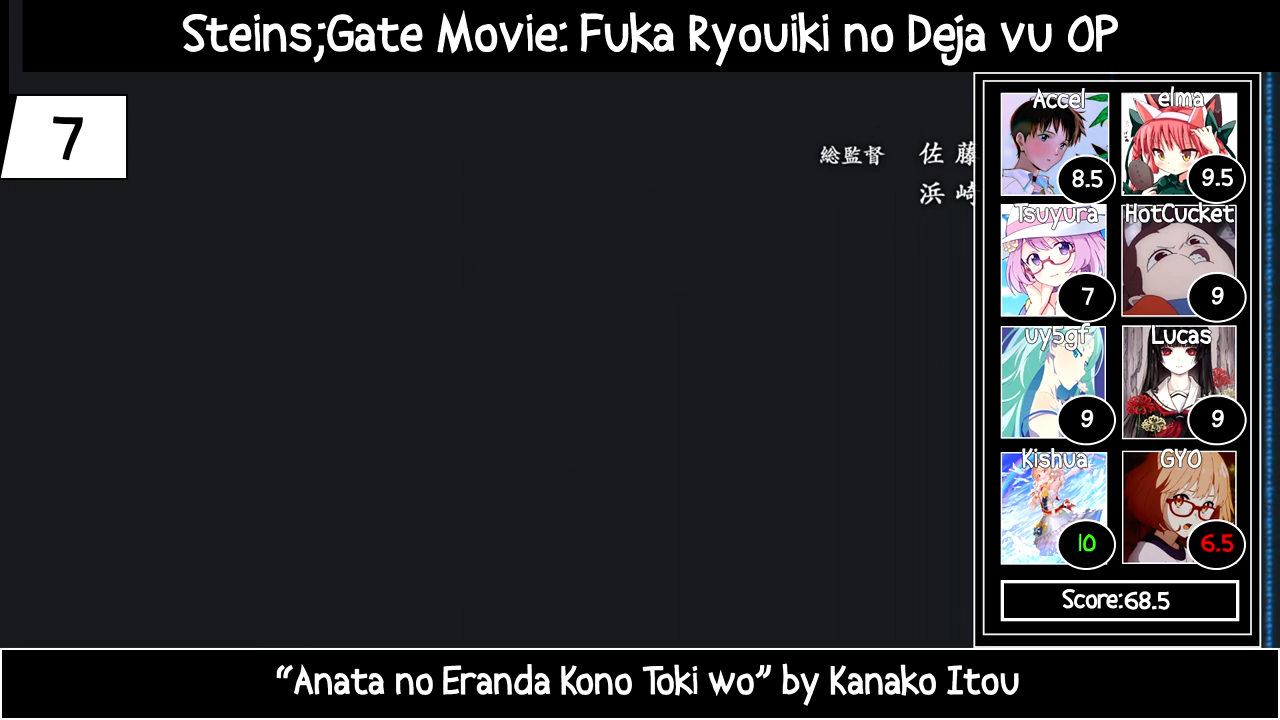 Steins;Gate Movie: Fuka Ryouiki no Deja vu OP
7
総監督 佐藤
浜崎
Accel
8.5
elma
9.5
Tsuyura
7
HotCucket
9
uy5gf
9
Lucas
9
Kishua
10
GYO
6.5
Score:68.5
“Anata no Eranda Kono Toki wo” by Kanako Itou